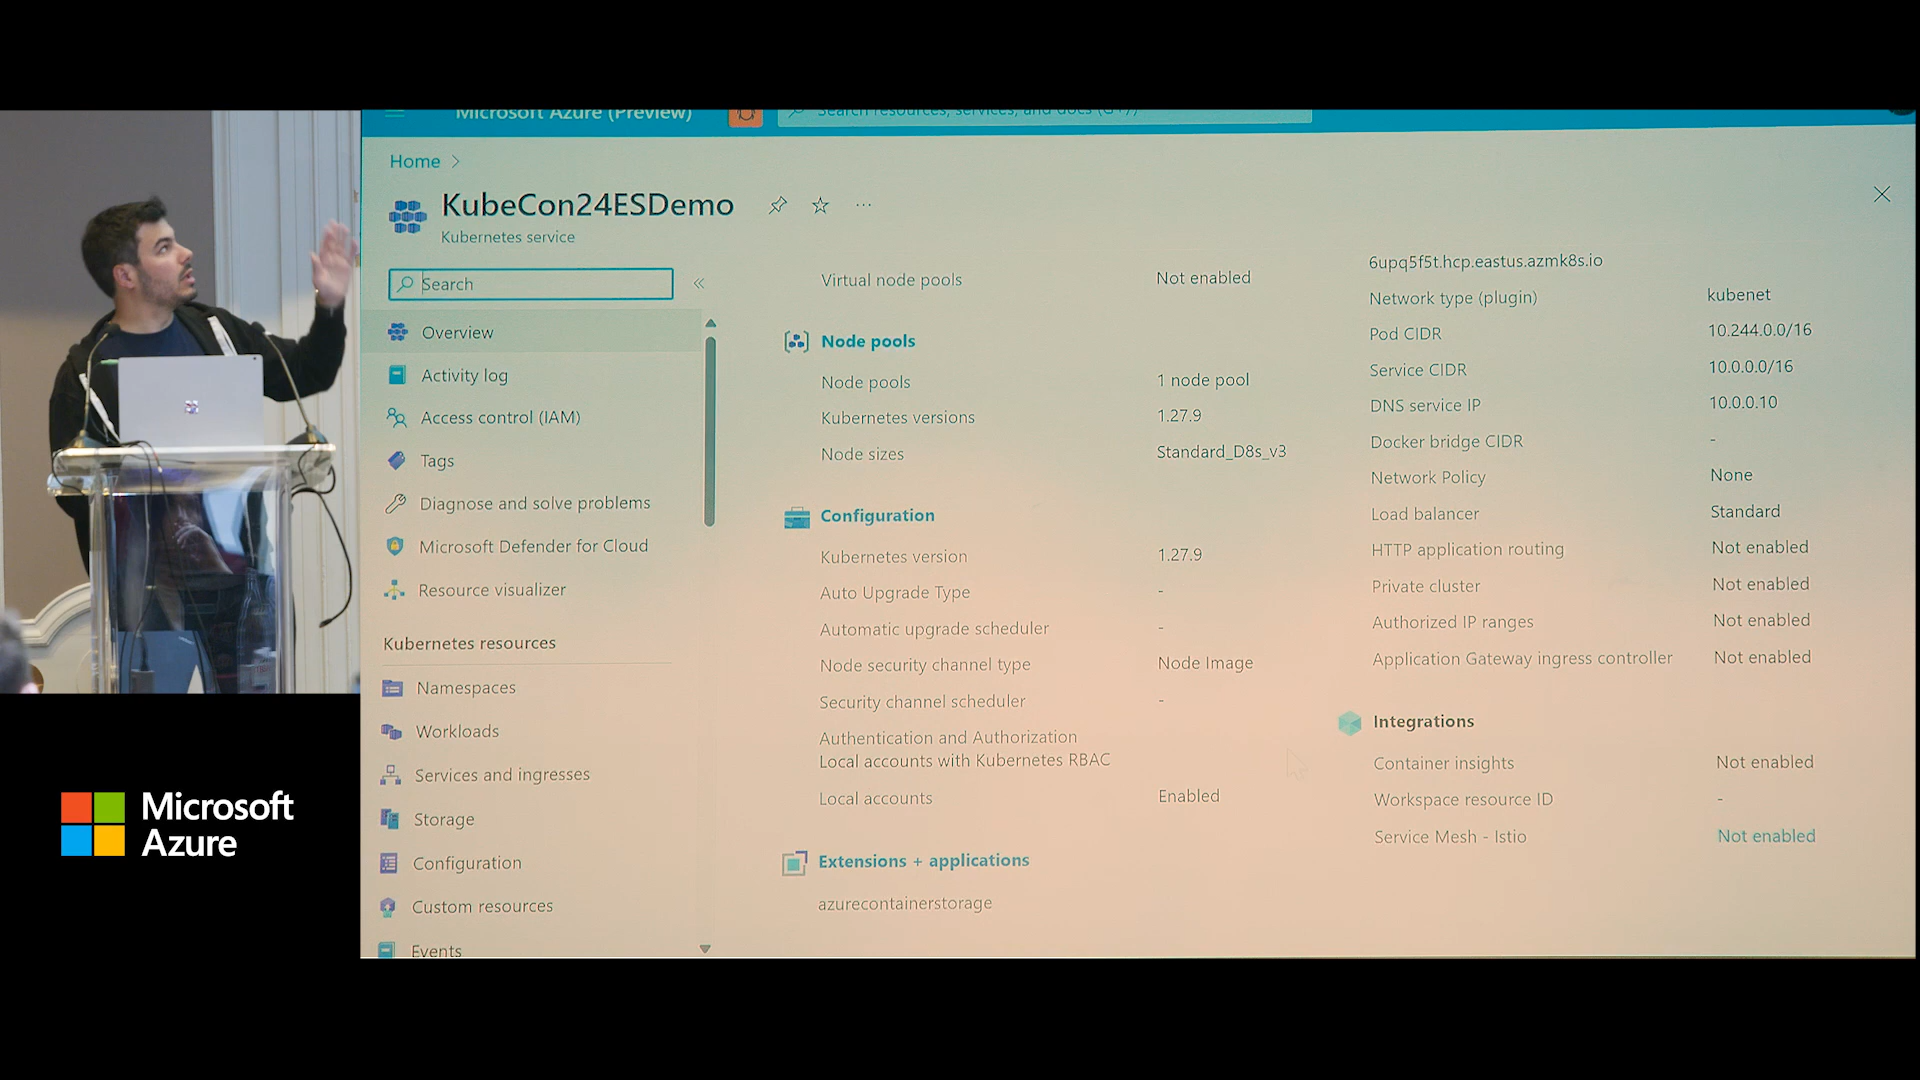 Microsoft Azure (Preview)
Search resources, services, and docs (G+/)
Home
KubeCon24ESDemo
Kubernetes service
Search
Overview
Activity log
Access control (IAM)
Tags
Diagnose and solve problems
Microsoft Defender for Cloud
Resource visualizer
Kubernetes resources
Namespaces
Workloads
Services and ingresses
Storage
Configuration
Custom resources
Events
Virtual node pools Not enabled
Node pools
Node pools 1 node pool
Kubernetes versions 1.27.9
Node sizes Standard_D8s_v3
Configuration
Kubernetes version 1.27.9
Auto Upgrade Type -
Automatic upgrade scheduler -
Node security channel type Node Image
Security channel scheduler -
Authentication and Authorization
Local accounts with Kubernetes RBAC
Local accounts Enabled
Extensions + applications
azurecontainerstorage
6upq5f5t.hcp.eastus.azmk8s.io
Network type (plugin) kubenet
Pod CIDR 10.244.0.0/16
Service CIDR 10.0.0.0/16
DNS service IP 10.0.0.10
Docker bridge CIDR -
Network Policy None
Load balancer Standard
HTTP application routing Not enabled
Private cluster Not enabled
Authorized IP ranges Not enabled
Application Gateway ingress controller Not enabled
Integrations
Container insights Not enabled
Workspace resource ID -
Service Mesh - Istio Not enabled
Microsoft
Azure